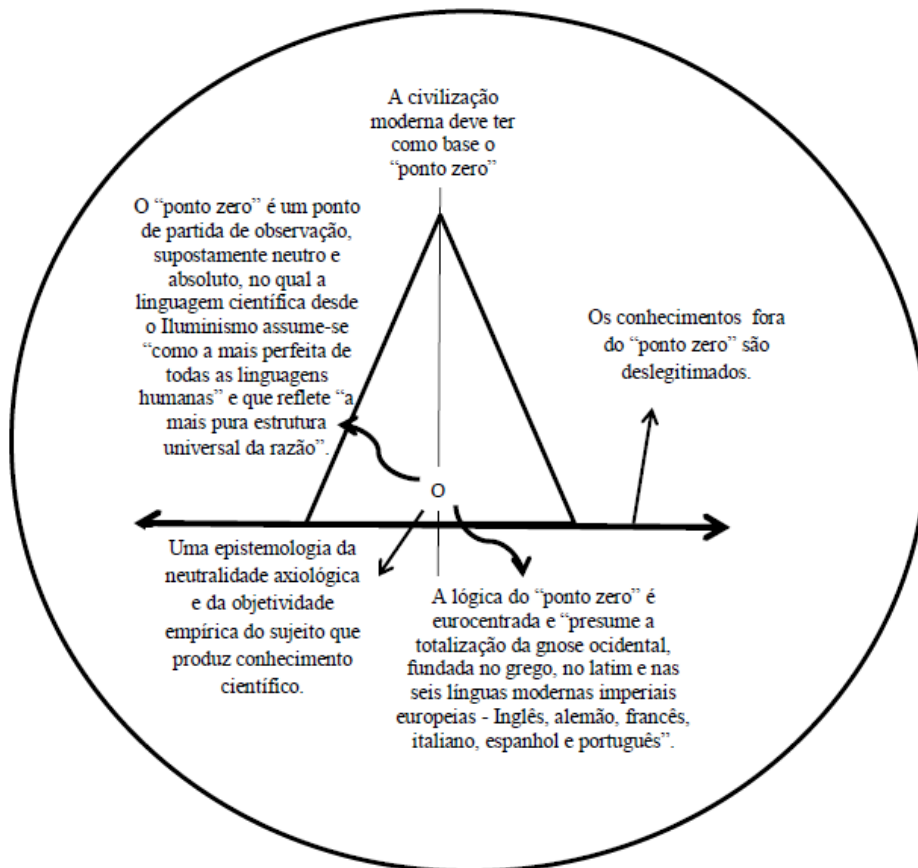 A civilização
moderna deve ter
como base o
“ponto zero”
O “ponto zero” é um ponto
de partida de observação,
supostamente neutro e
absoluto, no qual a
linguagem científica desde
o Iluminismo assume-se
“como a mais perfeita de
todas as linguagens
humanas” e que reflete “a
mais pura estrutura
universal da razão”.
Os conhecimentos fora
do “ponto zero” são
deslegitimados.
O
Uma epistemologia da
neutralidade axiológica
e da objetividade
empírica do sujeito que
produz conhecimento
científico.
A lógica do “ponto zero” é
eurocentrada e “presume a
totalização da gnose ocidental,
fundada no grego, no latim e nas
seis línguas modernas imperiais
europeias - Inglês, alemão, francês,
italiano, espanhol e português”.